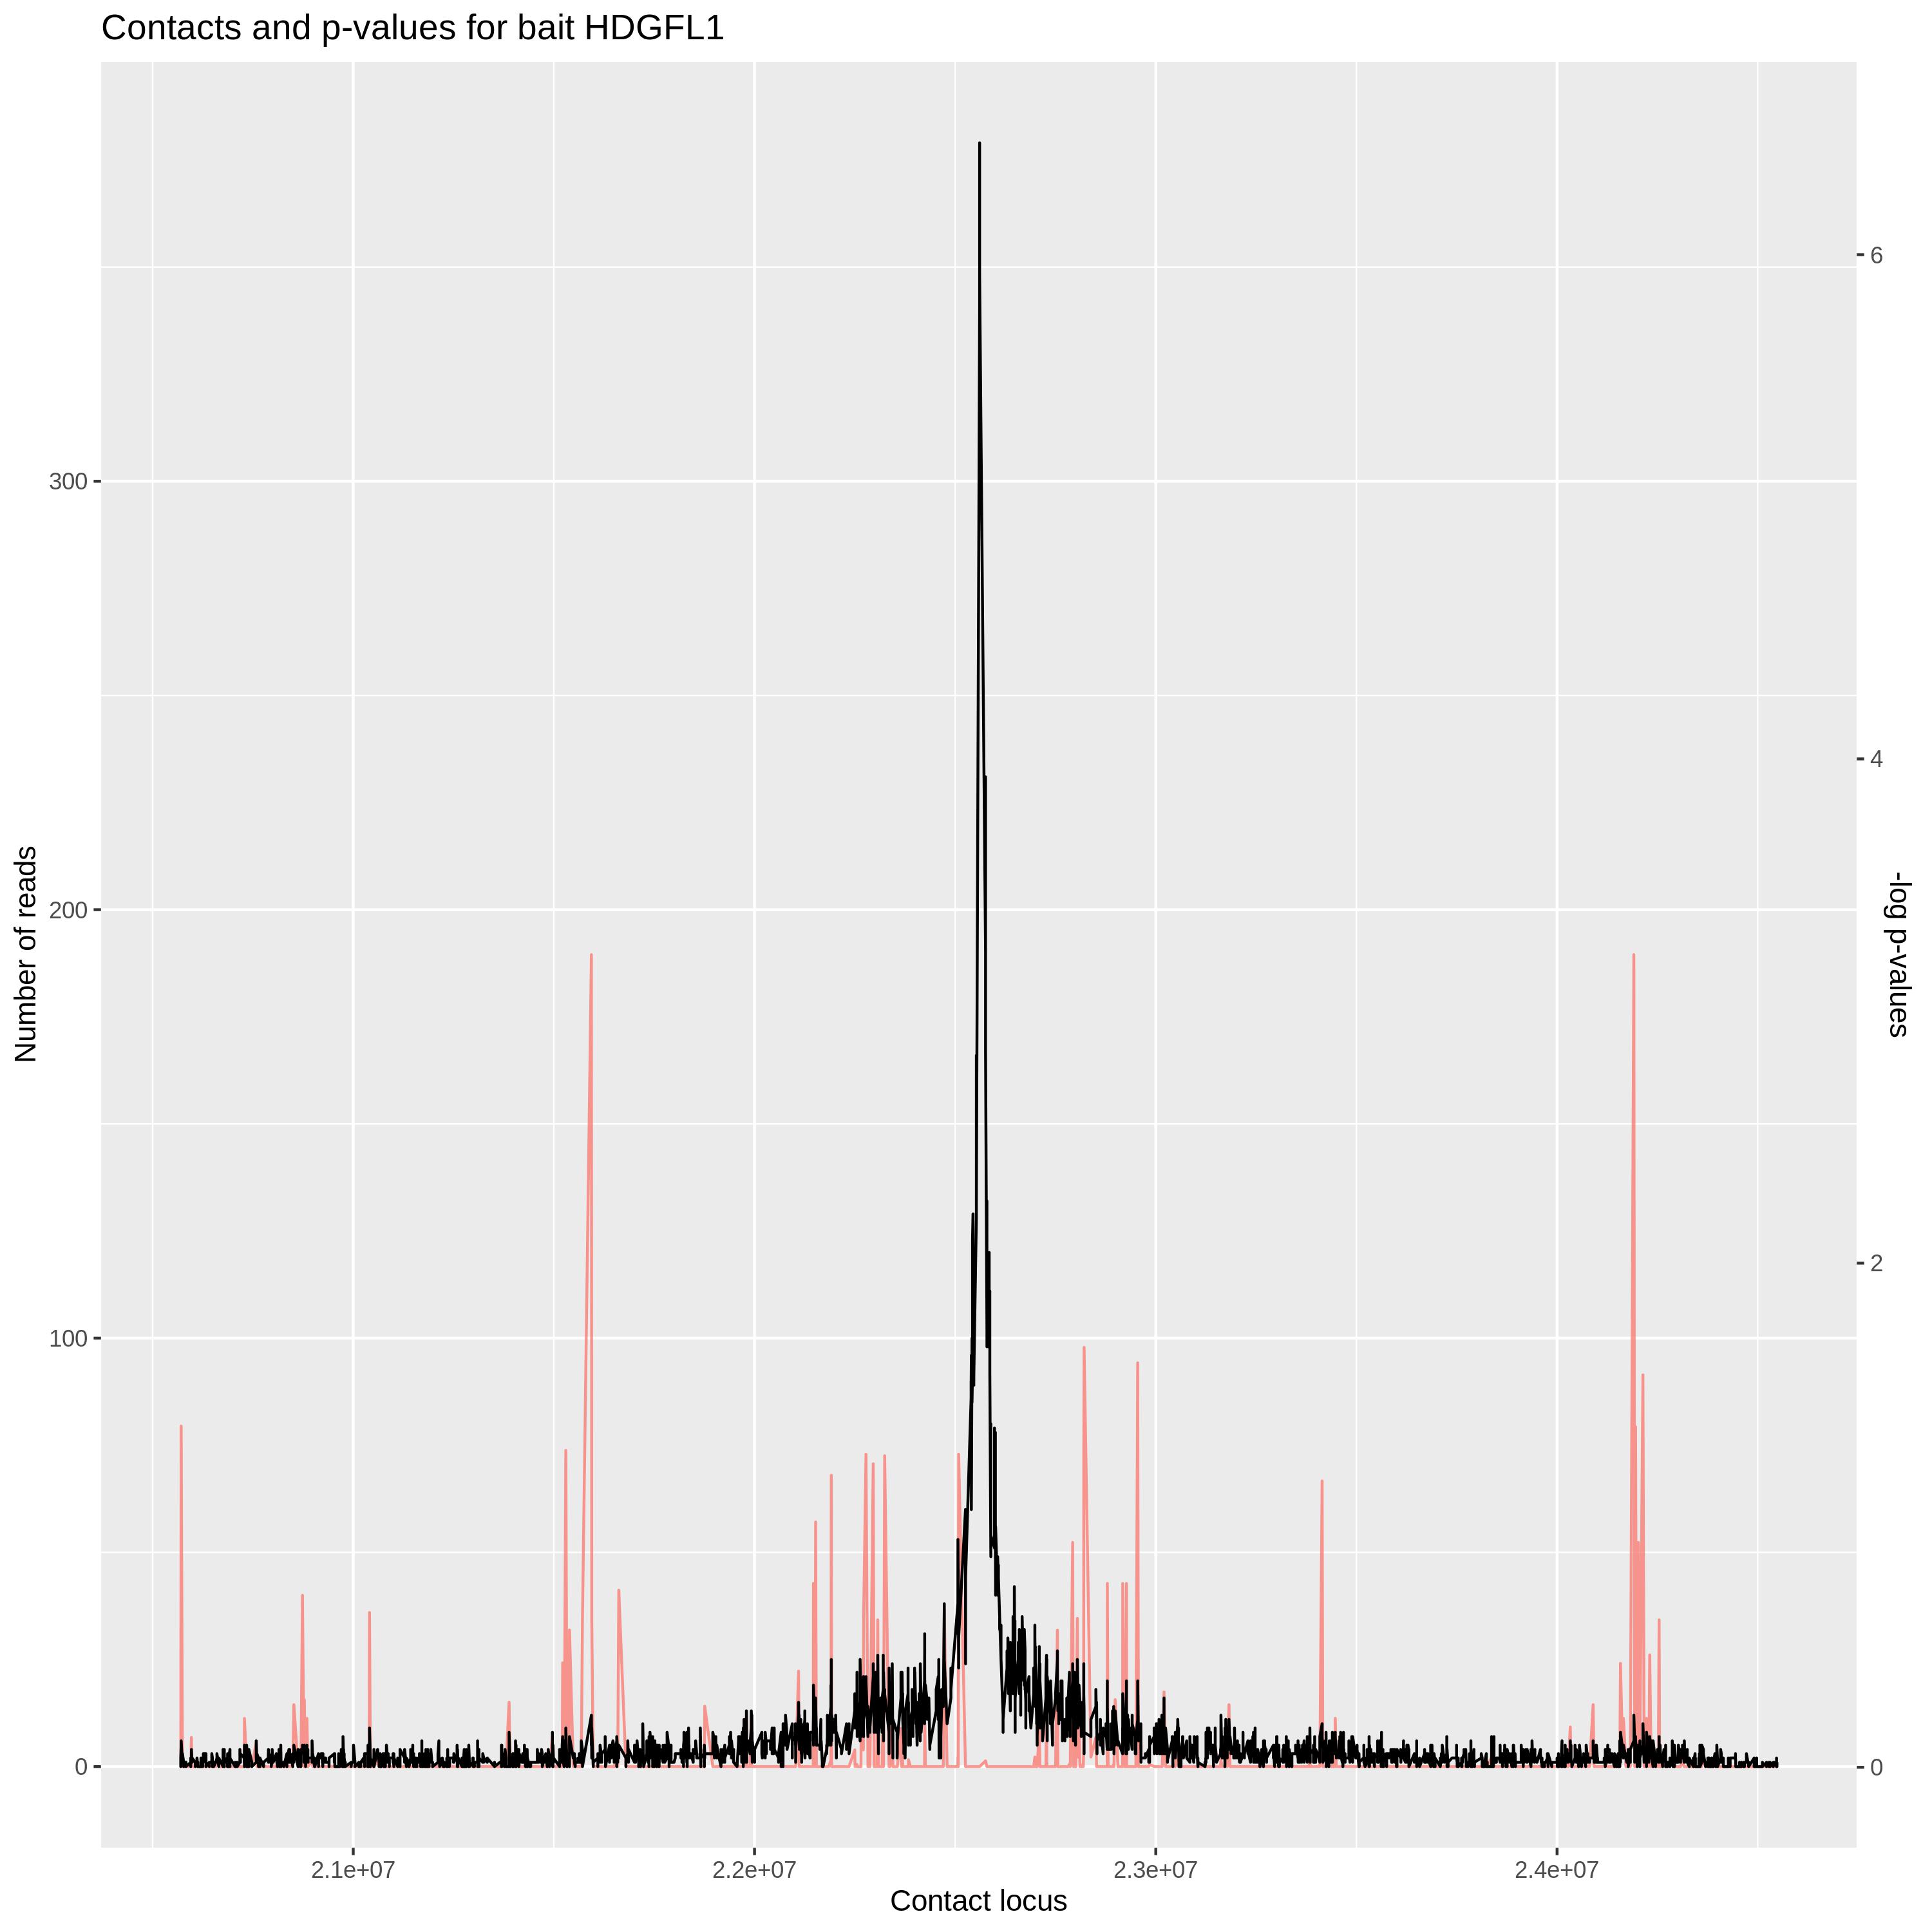 Contacts and p-values for bait HDGFL1
Number of reads
300
200
100
0
6
4
2
0
-log p-values
2.1e+07
2.2e+07
2.3e+07
2.4e+07
Contact locus